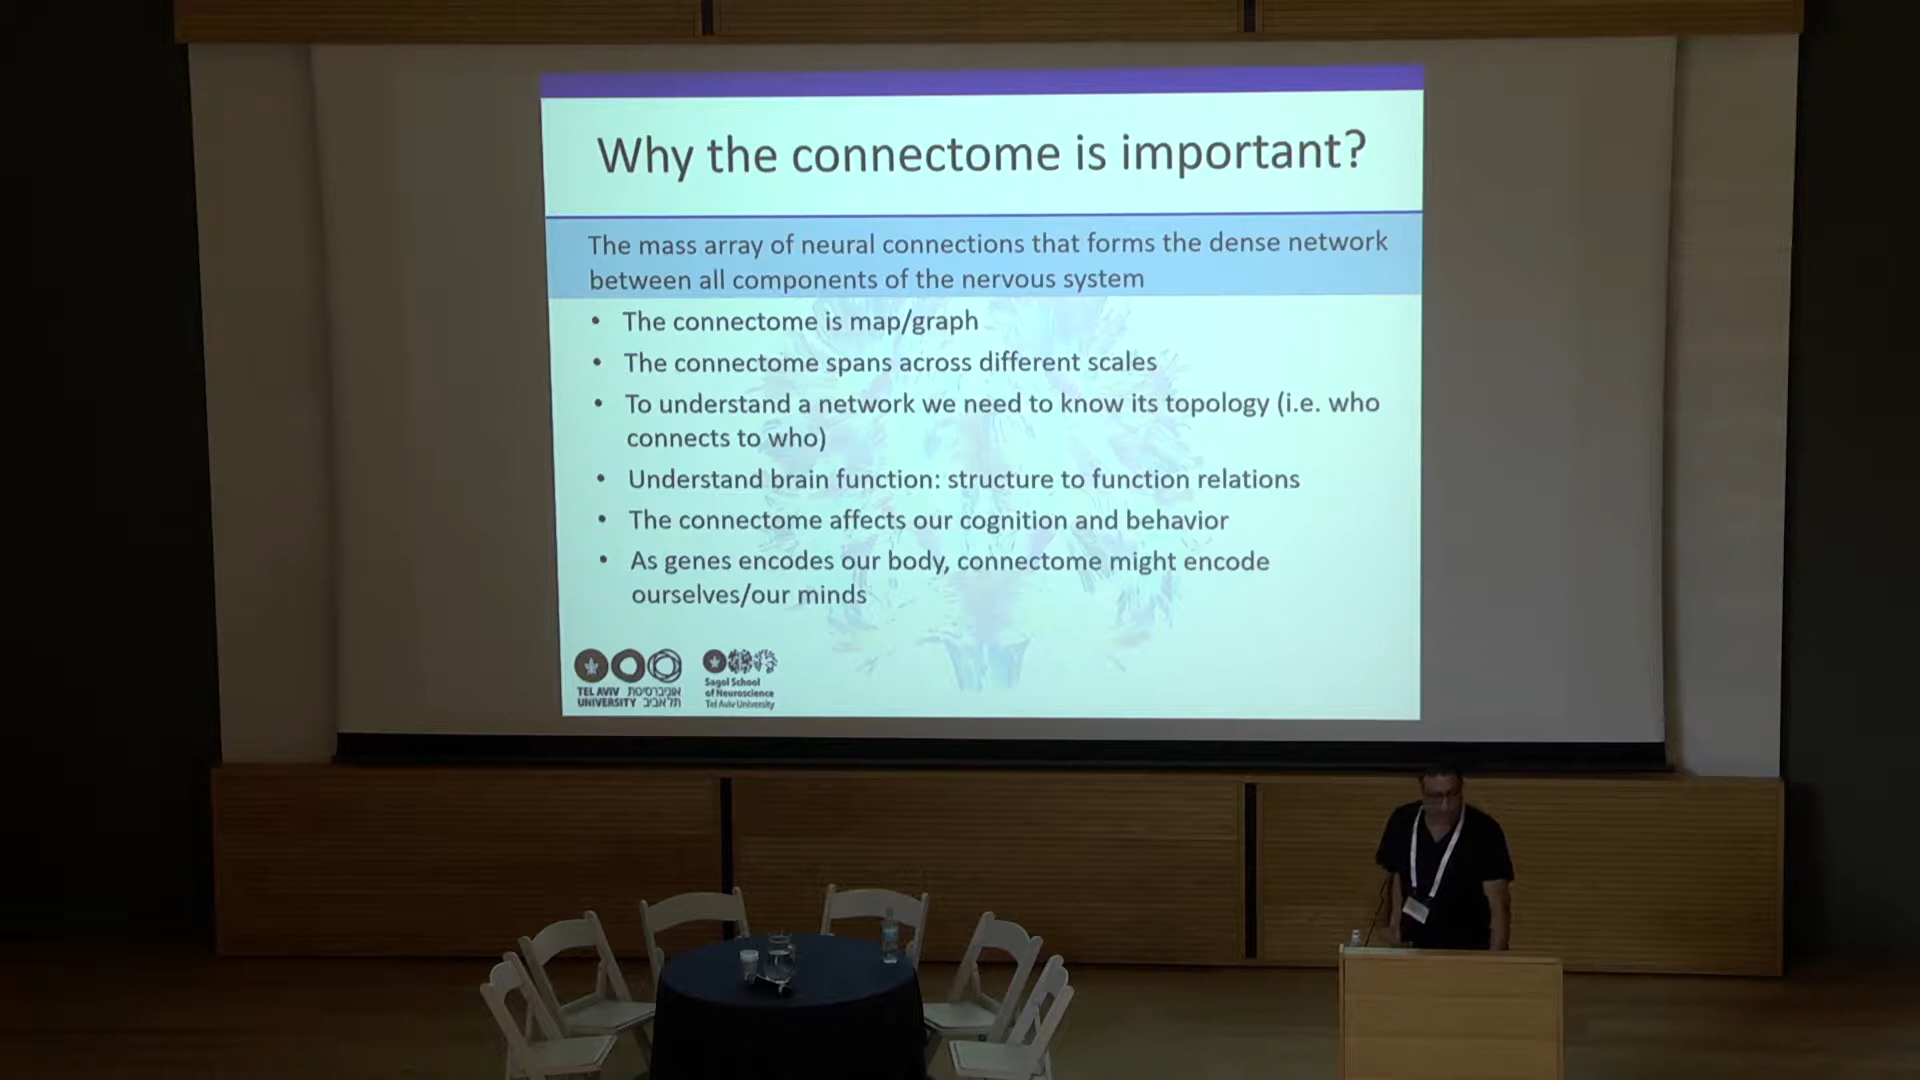 Why the connectome is important?
The mass array of neural connections that forms the dense network
between all components of the nervous system
• The connectome is map/graph
• The connectome spans across different scales
• To understand a network we need to know its topology (i.e. who
connects to who)
• Understand brain function: structure to function relations
• The connectome affects our cognition and behavior
• As genes encodes our body, connectome might encode
ourselves/our minds
TEL AVIV אוניברסיטת
UNIVERSITY תל אביב
Sagol School
of Neuroscience
Tel Aviv University